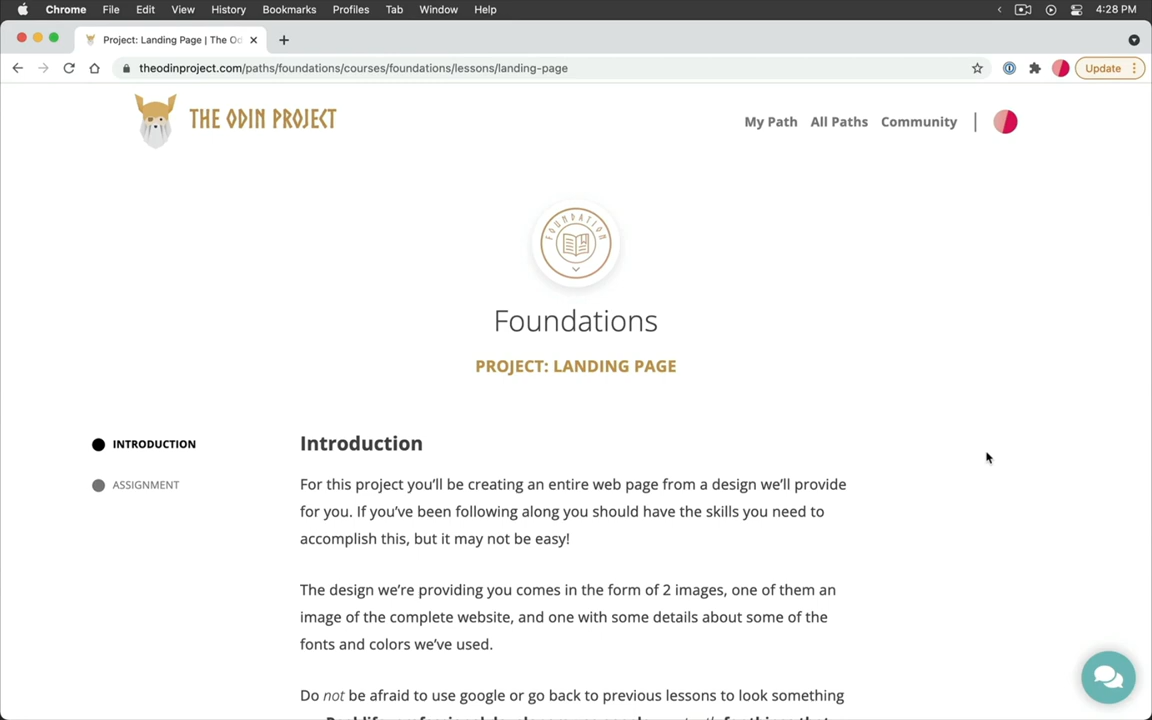 Chrome File Edit View History Bookmarks Profiles Tab Window Help 4:28 PM
Project: Landing Page | The Od
theodinproject.com/paths/foundations/courses/foundations/lessons/landing-page Update
THE ODIN PROJECT
My Path All Paths Community
FOUNDATION
Foundations
PROJECT: LANDING PAGE
INTRODUCTION
ASSIGNMENT
Introduction
For this project you'll be creating an entire web page from a design we'll provide
for you. If you've been following along you should have the skills you need to
accomplish this, but it may not be easy!
The design we're providing you comes in the form of 2 images, one of them an
image of the complete website, and one with some details about some of the
fonts and colors we've used.
Do not be afraid to use google or go back to previous lessons to look something